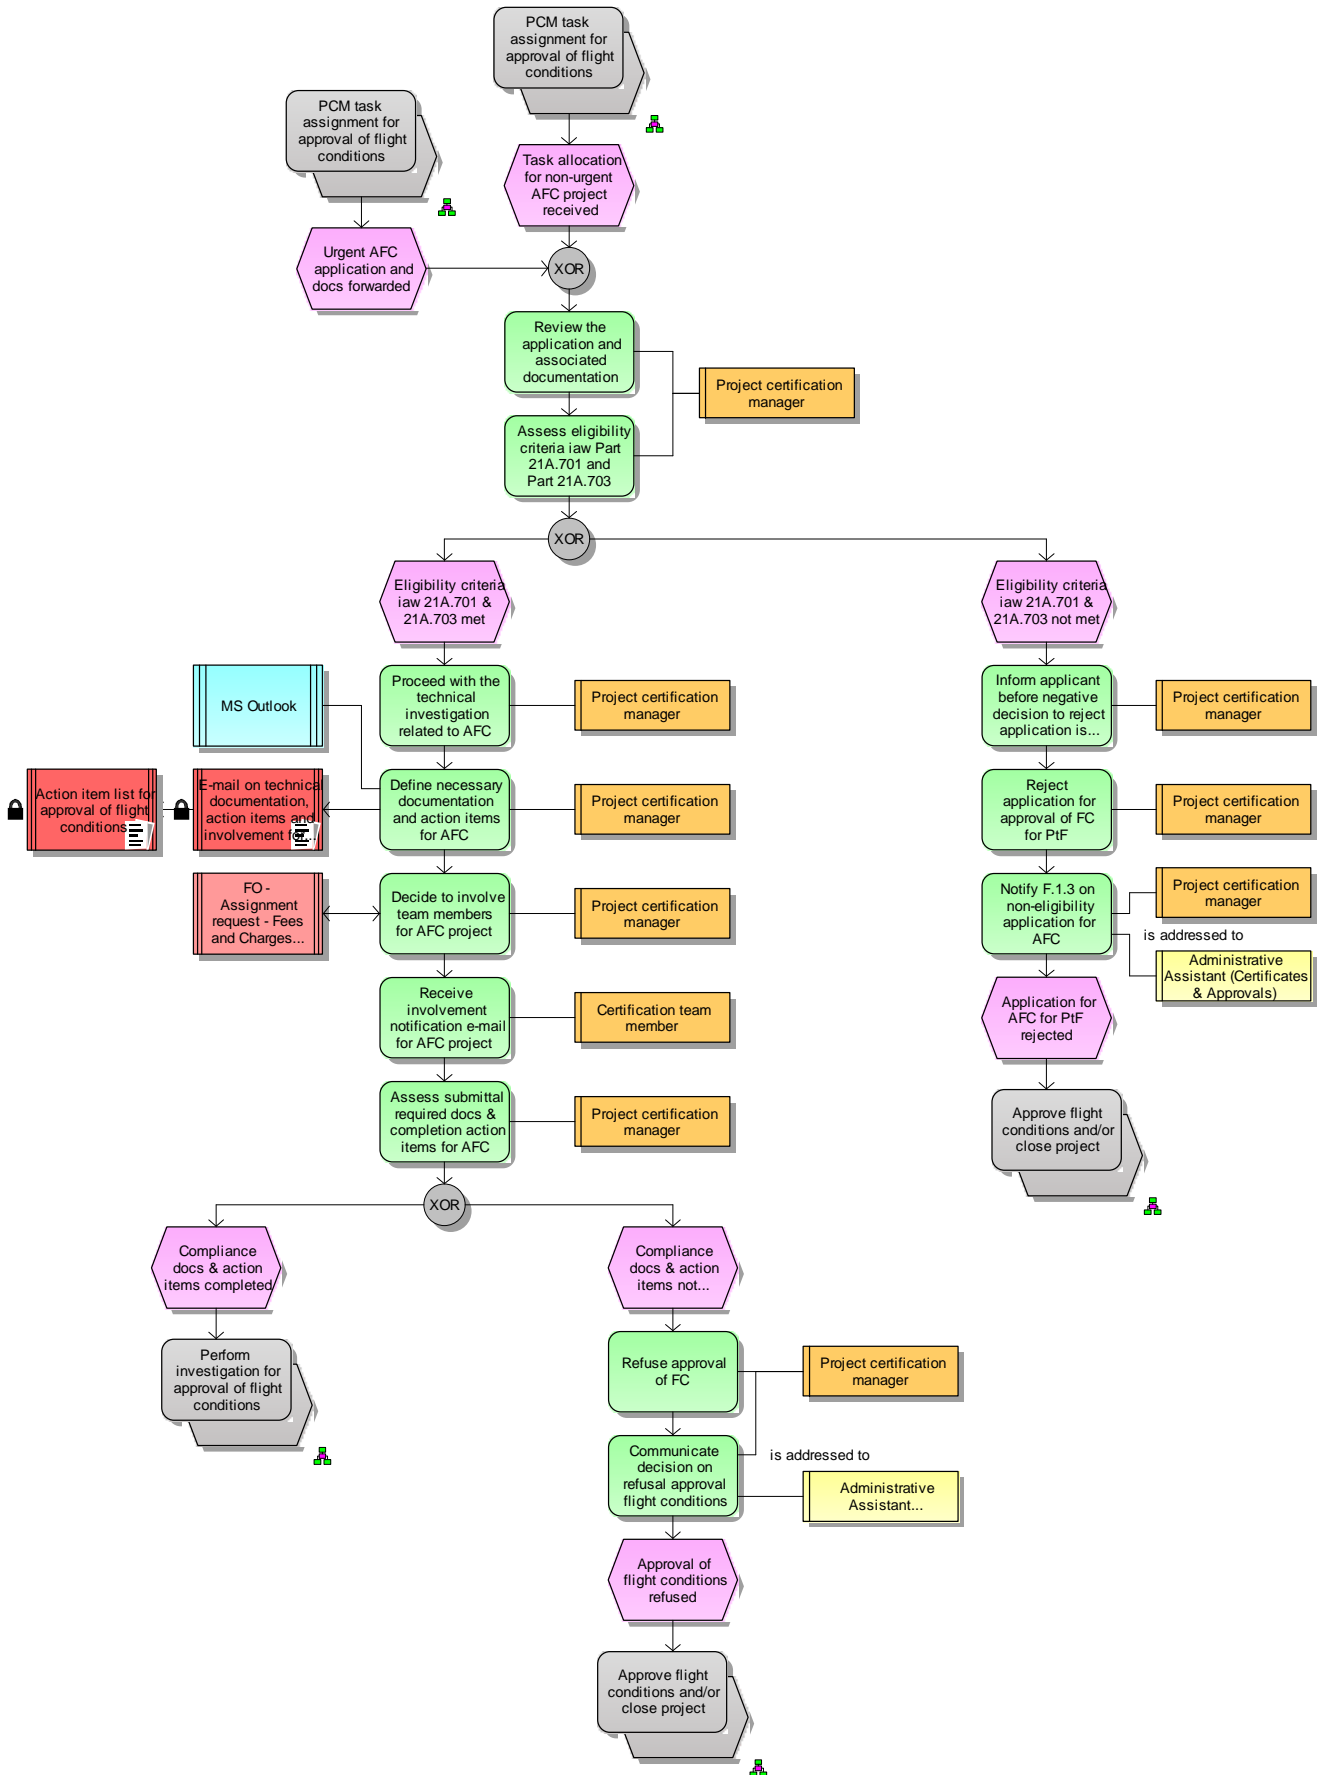 PCM task
assignment for
approval of flight
conditions
PCM task
assignment for
approval of flight
conditions
Task allocation
for non-urgent
AFC project
received
Urgent AFC
application and
docs forwarded
XOR
Review the
application and
associated
documentation
Project certification
manager
Assess eligibility
criteria iaw Part
21A.701 and
Part 21A.703
XOR
Eligibility criteria
iaw 21A.701 &
21A.703 met
Eligibility criteria
iaw 21A.701 &
21A.703 not met
MS Outlook
Proceed with the
technical
investigation
related to AFC
Project certification
manager
Inform applicant
before negative
decision to reject
application is...
Project certification
manager
Action item list for
approval of flight
conditions
E-mail on technical
documentation,
action items and
involvement for...
Define necessary
documentation
and action items
for AFC
Project certification
manager
Reject
application for
approval of FC
for PtF
Project certification
manager
FO -
Assignment
request - Fees
and Charges...
Decide to involve
team members
for AFC project
Project certification
manager
Notify F.1.3 on
non-eligibility
application for
AFC
Project certification
manager
is addressed to
Administrative
Assistant (Certificates
& Approvals)
Receive
involvement
notification e-mail
for AFC project
Certification team
member
Application for
AFC for PtF
rejected
Assess submittal
required docs &
completion action
items for AFC
Project certification
manager
Approve flight
conditions and/or
close project
XOR
Compliance
docs & action
items completed
Compliance
docs & action
items not...
Perform
investigation for
approval of flight
conditions
Refuse approval
of FC
Project certification
manager
Communicate
decision on
refusal approval
flight conditions
is addressed to
Administrative
Assistant...
Approval of
flight conditions
refused
Approve flight
conditions and/or
close project